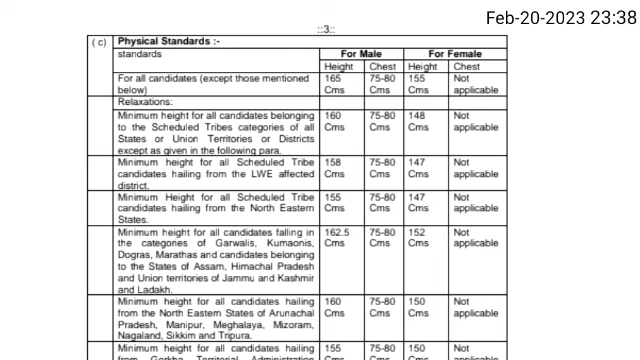 Feb-20-2023 23:38
::3::
( c) Physical Standards :-
standards For Male For Female
Height Chest Height Chest
For all candidates (except those mentioned 165 75-80 155 Not
below) Cms Cms Cms applicable
Relaxations:
Minimum height for all candidates belonging 160 75-80 148 Not
to the Scheduled Tribes categories of all Cms Cms Cms applicable
States or Union Territories or Districts
except as given in the following para.
Minimum height for all Scheduled Tribe 158 75-80 147 Not
candidates hailing from the LWE affected Cms Cms Cms applicable
district.
Minimum Height for all Scheduled Tribe 155 75-80 147 Not
candidates hailing from the North Eastern Cms Cms Cms applicable
States.
Minimum height for all candidates falling in 162.5 75-80 152 Not
the categories of Garwalis, Kumaonis, Cms Cms Cms applicable
Dogras, Marathas and candidates belonging
to the States of Assam, Himachal Pradesh
and Union territories of Jammu and Kashmir
and Ladakh.
Minimum height for all candidates hailing 160 75-80 150 Not
from the North Eastern States of Arunachal Cms Cms Cms applicable
Pradesh, Manipur, Meghalaya, Mizoram,
Nagaland, Sikkim and Tripura.
Minimum height for all candidates hailing 155 75-80 150 Not
from Gorkha Territorial Administration Cms Cms Cms applicable